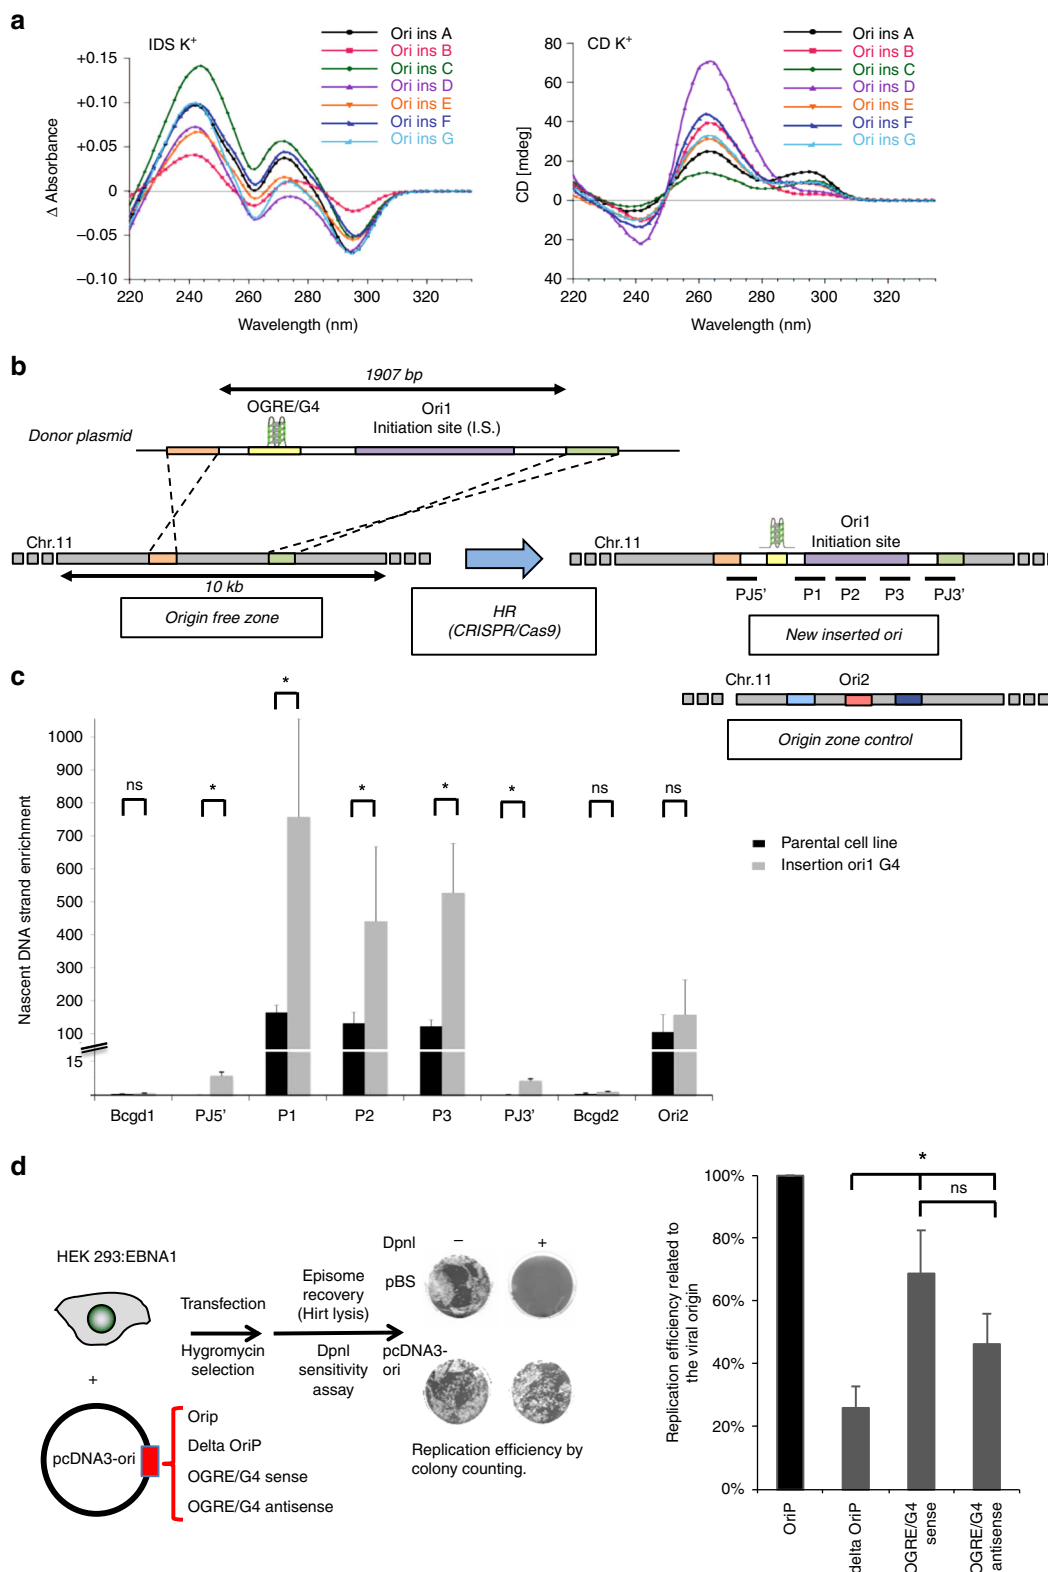 a
IDS K+
Ori ins A
Ori ins B
Ori ins C
Ori ins D
Ori ins E
Ori ins F
Ori ins G
+0.15
+0.10
+0.05
0
–0.05
–0.10
Δ Absorbance
220 240 260 280 300 320
Wavelength (nm)
CD K+
Ori ins A
Ori ins B
Ori ins C
Ori ins D
Ori ins E
Ori ins F
Ori ins G
80
60
40
20
0
20
40
CD [mdeg]
220 240 260 280 300 320
Wavelength (nm)
b
1907 bp
OGRE/G4
Ori1
Initiation site (I.S.)
Donor plasmid
Chr.11
10 kb
Origin free zone
HR
(CRISPR/Cas9)
Chr.11
Ori1
Initiation site
PJ5' P1 P2 P3 PJ3'
New inserted ori
Chr.11 Ori2
Origin zone control
c
Nascent DNA strand enrichment
1000
900
800
700
600
500
400
300
200
100
15
ns * * * * * ns ns
Parental cell line
Insertion ori1 G4
Bcgd1 PJ5' P1 P2 P3 PJ3' Bcgd2 Ori2
d
HEK 293:EBNA1
+
pcDNA3-ori
Orip
Delta OriP
OGRE/G4 sense
OGRE/G4 antisense
Transfection
Hygromycin
selection
Episome
recovery
(Hirt lysis)
DpnI
sensitivity
assay
DpnI – +
pBS
pcDNA3-
ori
Replication efficiency by
colony counting.
Replication efficiency related to
the viral origin
100%
80%
60%
40%
20%
0%
*
ns
OriP
delta OriP
OGRE/G4
sense
OGRE/G4
antisense